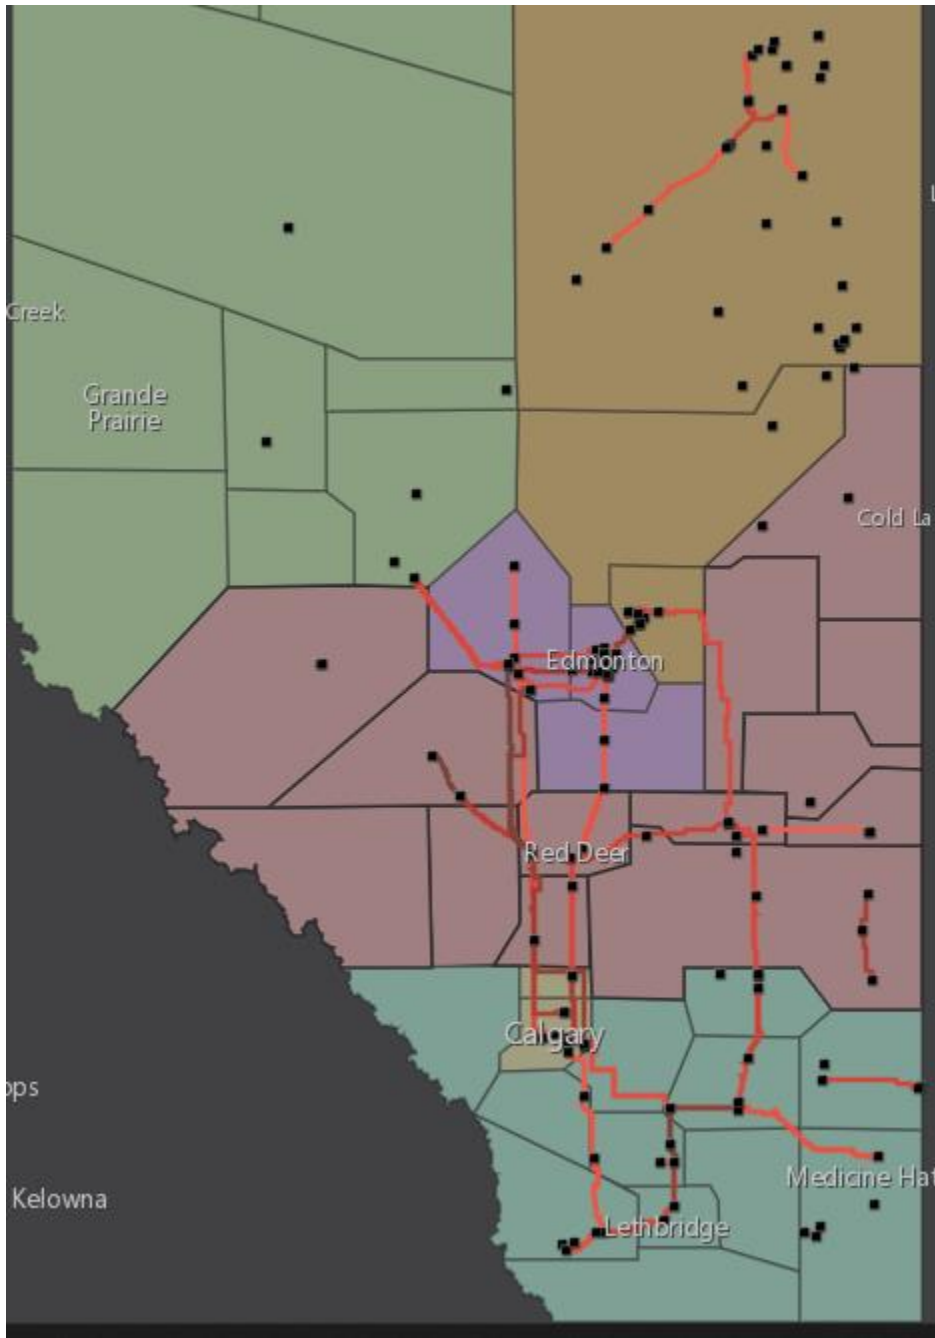 Creek
Grande
Prairie
Cold La
Edmonton
Red Deer
Calgary
ops
Medicine Hat
Kelowna
Lethbridge